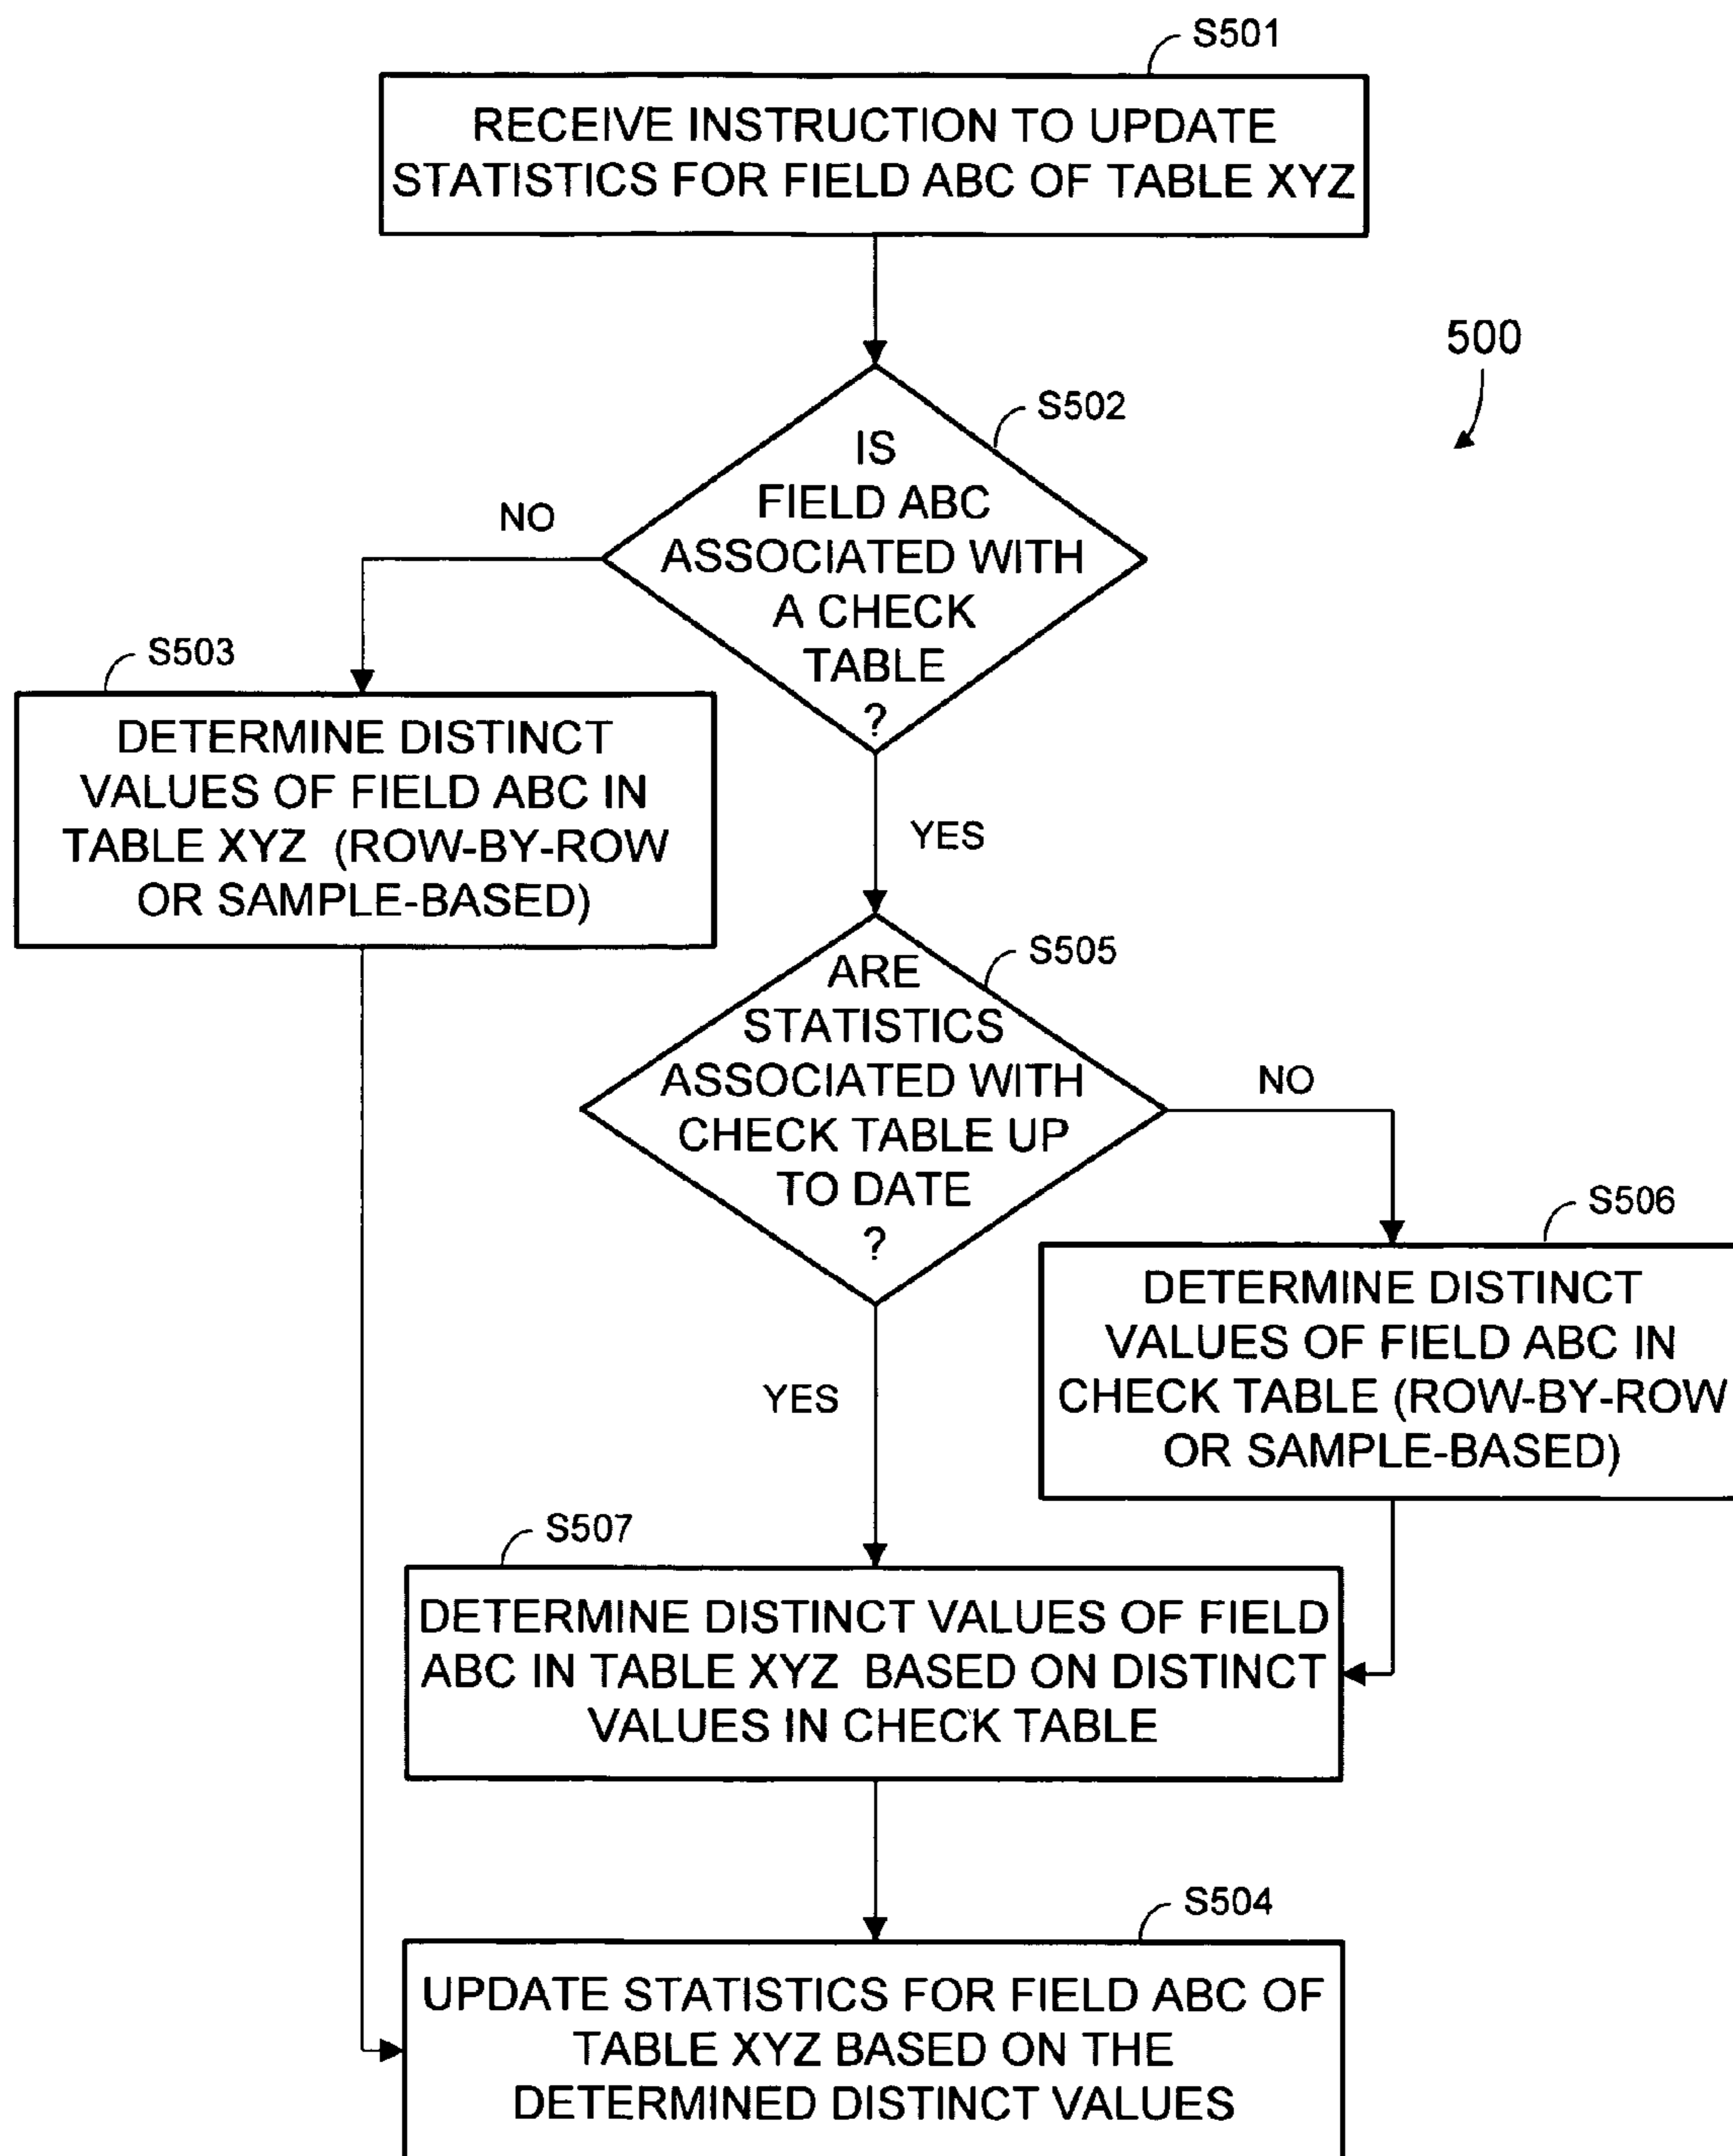 S501
RECEIVE INSTRUCTION TO UPDATE
STATISTICS FOR FIELD ABC OF TABLE XYZ
500
S502
IS
FIELD ABC
ASSOCIATED WITH
A CHECK
TABLE
?
NO
S503
DETERMINE DISTINCT
VALUES OF FIELD ABC IN
TABLE XYZ (ROW-BY-ROW
OR SAMPLE-BASED)
YES
S505
ARE
STATISTICS
ASSOCIATED WITH
CHECK TABLE UP
TO DATE
?
NO
S506
DETERMINE DISTINCT
VALUES OF FIELD ABC IN
CHECK TABLE (ROW-BY-ROW
OR SAMPLE-BASED)
YES
S507
DETERMINE DISTINCT VALUES OF FIELD
ABC IN TABLE XYZ BASED ON DISTINCT
VALUES IN CHECK TABLE
S504
UPDATE STATISTICS FOR FIELD ABC OF
TABLE XYZ BASED ON THE
DETERMINED DISTINCT VALUES